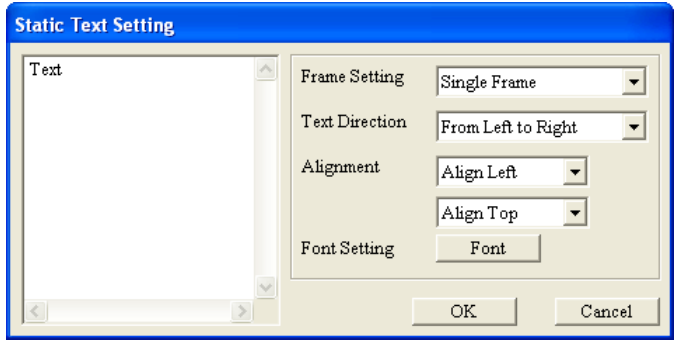 Static Text Setting
Text
Frame Setting
Single Frame
Text Direction
From Left to Right
Alignment
Align Left
Align Top
Font Setting
Font
OK
Cancel